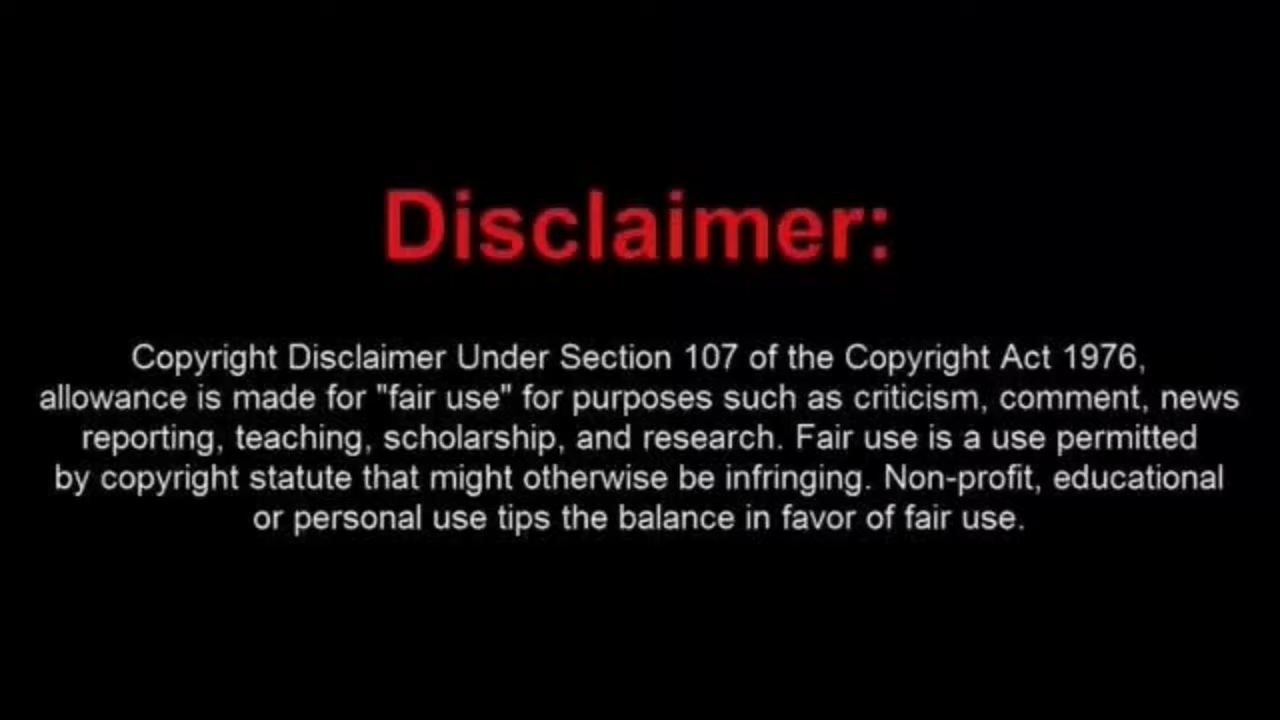 Disclaimer:
Copyright Disclaimer Under Section 107 of the Copyright Act 1976,
allowance is made for "fair use" for purposes such as criticism, comment, news
reporting, teaching, scholarship, and research. Fair use is a use permitted
by copyright statute that might otherwise be infringing. Non-profit, educational
or personal use tips the balance in favor of fair use.